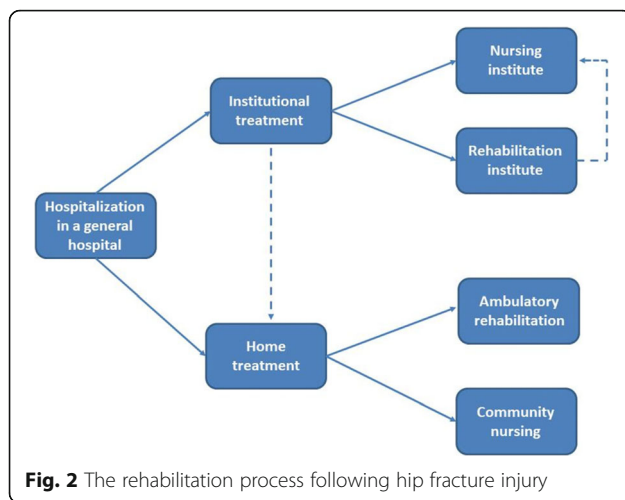 Nursing
institute
Institutional
treatment
Rehabilitation
institute
Hospitalization
in a general
hospital
Ambulatory
rehabilitation
Home
treatment
Community
nursing
Fig. 2 The rehabilitation process following hip fracture injury